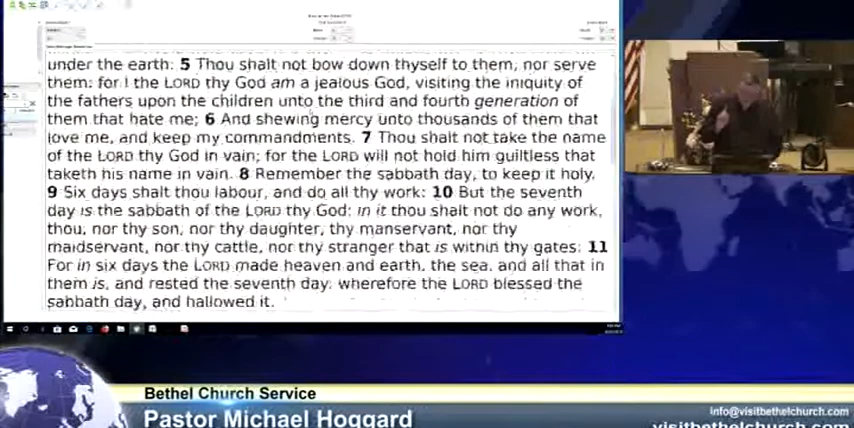 under the earth: 5 Thou shalt not bow down thyself to them, nor serve
them: for I the LORD thy God am a jealous God, visiting the iniquity of
the fathers upon the children unto the third and fourth generation of
them that hate me; 6 And shewing mercy unto thousands of them that
love me, and keep my commandments. 7 Thou shalt not take the name
of the LORD thy God in vain; for the LORD will not hold him guiltless that
taketh his name in vain. 8 Remember the sabbath day, to keep it holy.
9 Six days shalt thou labour, and do all thy work: 10 But the seventh
day is the sabbath of the LORD thy God: in it thou shalt not do any work,
thou, nor thy son, nor thy daughter, thy manservant, nor thy
maidservant, nor thy cattle, nor thy stranger that is within thy gates: 11
For in six days the LORD made heaven and earth, the sea, and all that in
them is, and rested the seventh day: wherefore the LORD blessed the
sabbath day, and hallowed it.
Bethel Church Service
Pastor Michael Hoggard
info@visitbethelchurch.com
visitbethelchurch.com